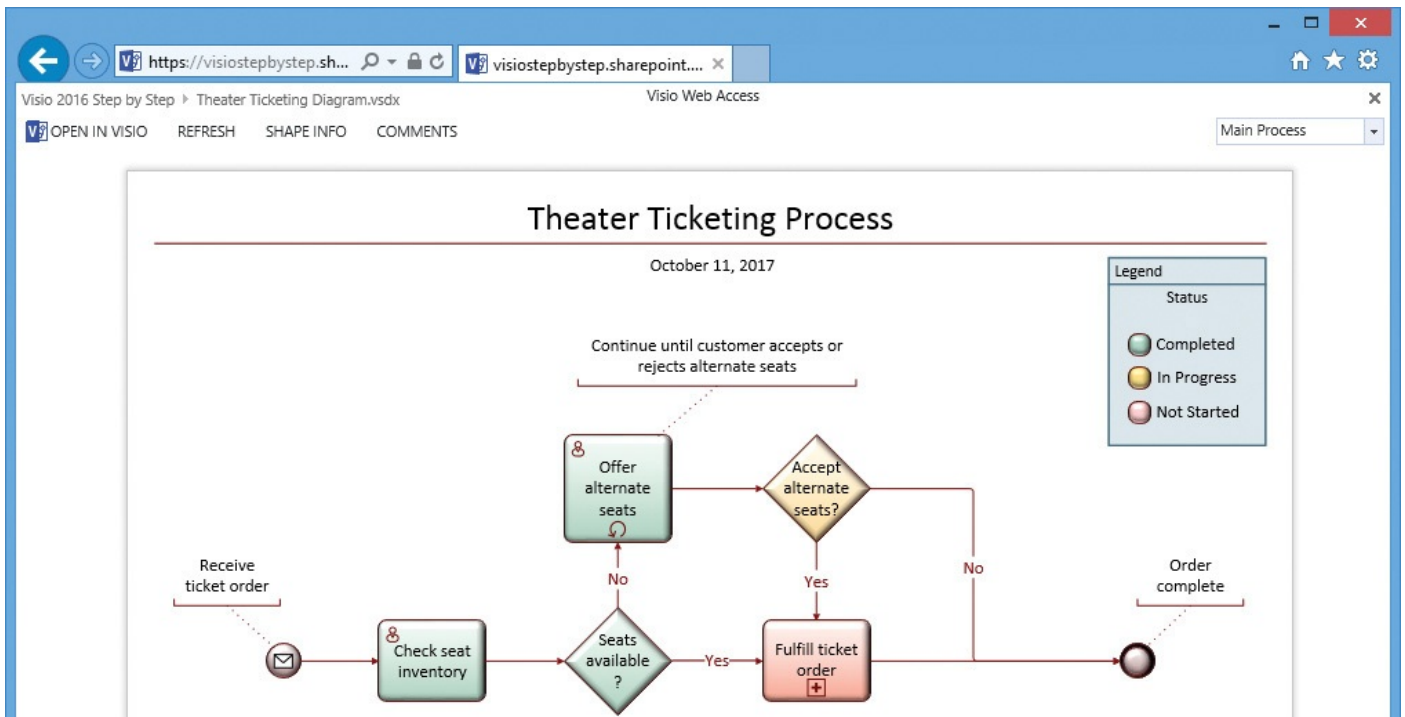 https://visiostepbystep.sh...
visiostepbystep.sharepoint....
Visio 2016 Step by Step
Theater Ticketing Diagram.vsdx
Visio Web Access
OPEN IN VISIO
REFRESH
SHAPE INFO
COMMENTS
Main Process
Theater Ticketing Process
October 11, 2017
Legend
Status
Completed
In Progress
Not Started
Continue until customer accepts or
rejects alternate seats
Offer
alternate
seats
Accept
alternate
seats?
Receive
ticket order
No
Yes
No
Order
complete
Check seat
inventory
Seats
available
?
Yes
Fulfill ticket
order